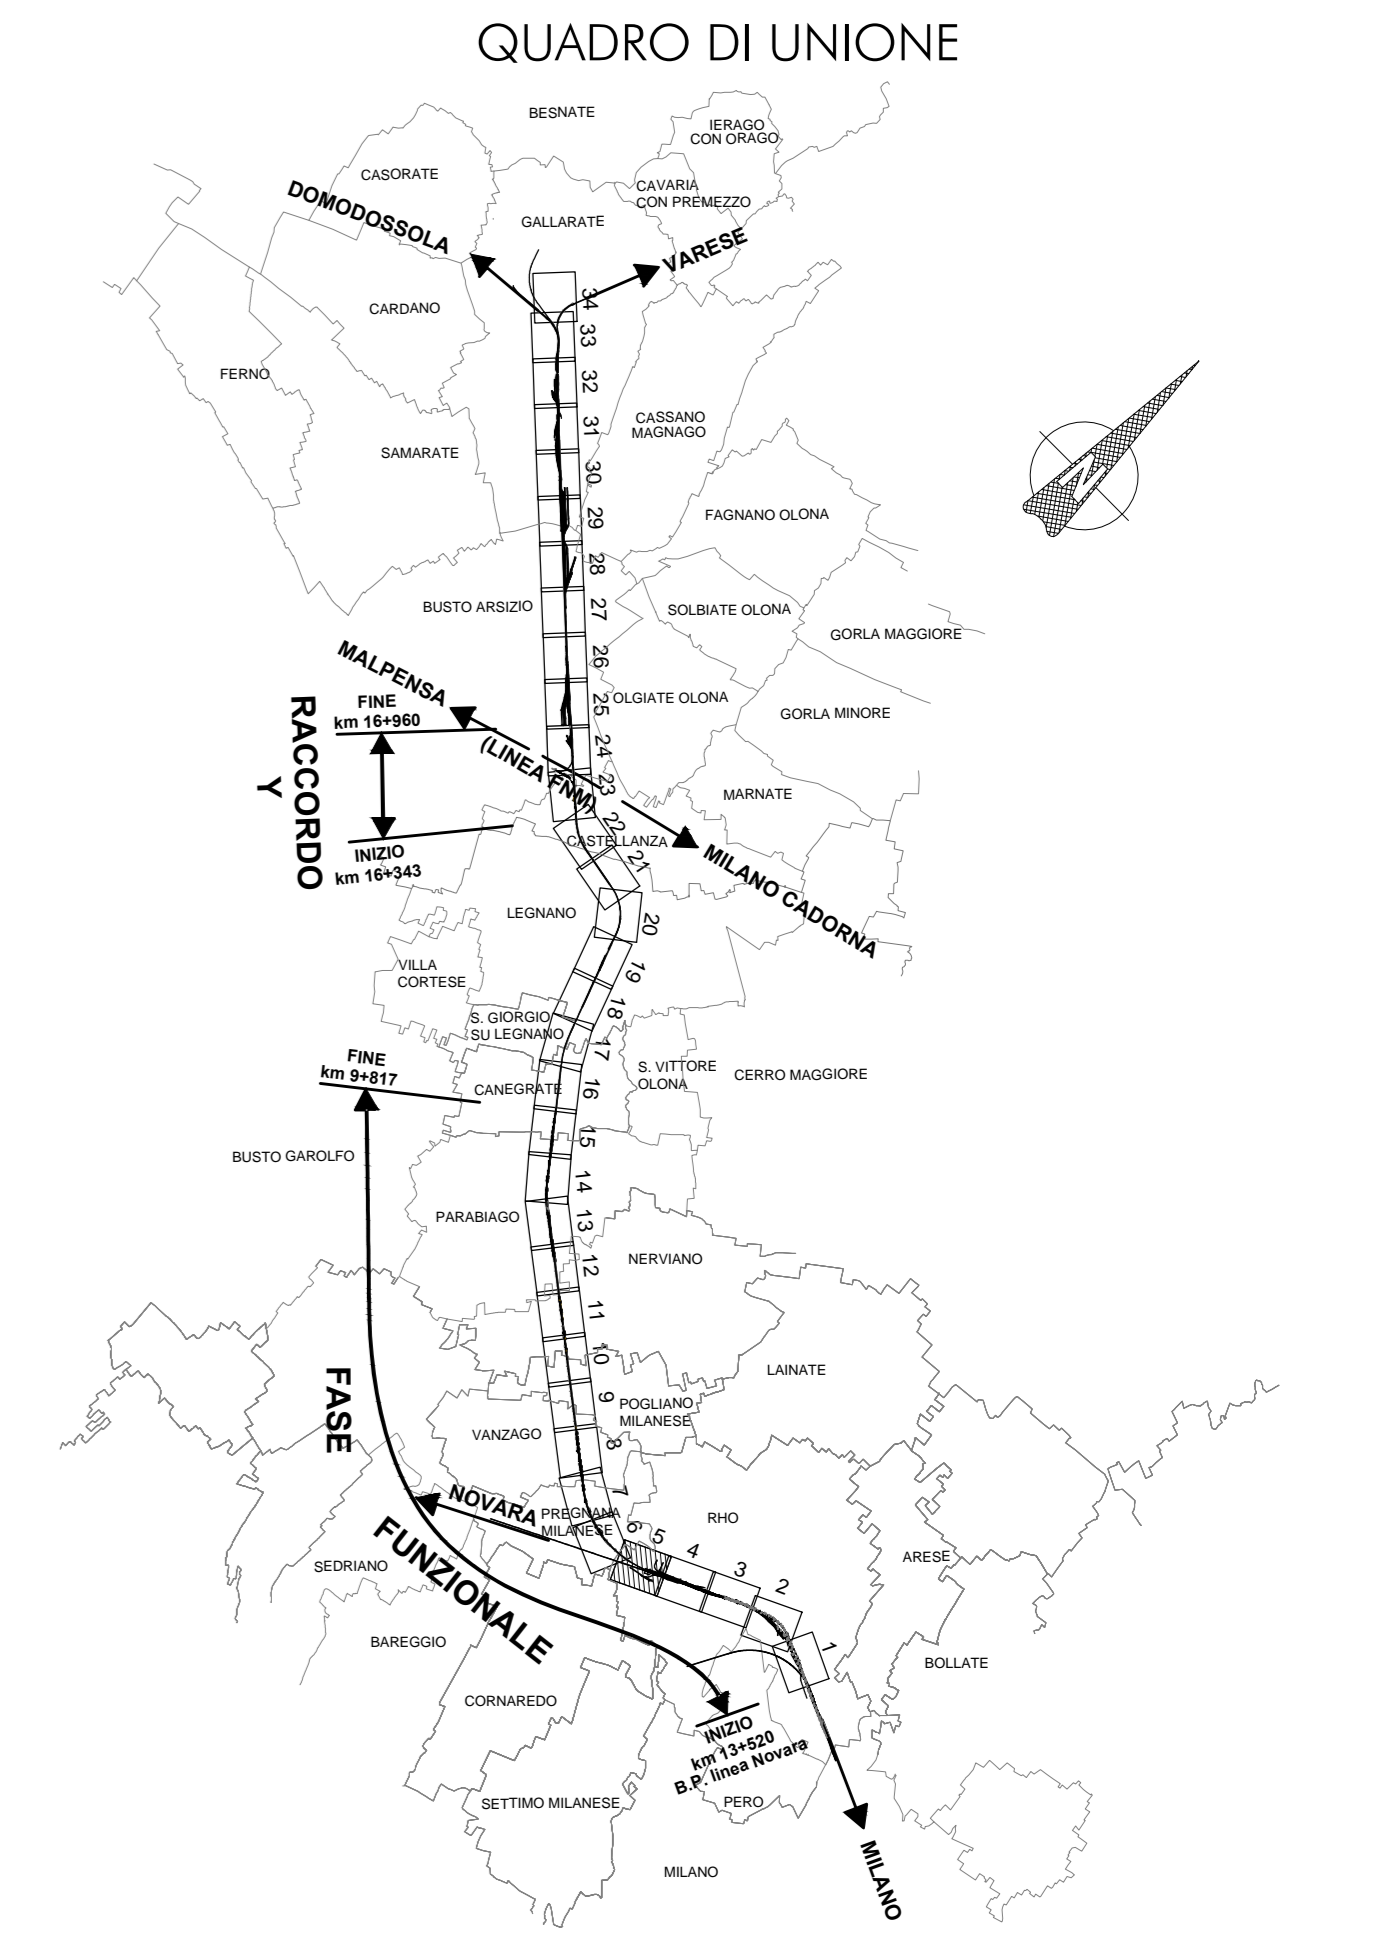 QUADRO DI UNIONE
BESNATE
IERAGO
CON ORAGO
CASORATE
CAVARIA
CON PREMEZZO
DOMODOSSOLA
GALLARATE
VARESE
34
CARDANO
33
FERNO
32
CASSANO
MAGNAGO
31
SAMARATE
30
N
29
FAGNANO OLONA
28
BUSTO ARSIZIO
27
SOLBIATE OLONA
GORLA MAGGIORE
26
MALPENSA
25
OLGIATE OLONA
GORLA MINORE
FINE
km 16+960
RACCORDO
Y
24
(LINEA FNM)
23
MARNATE
22
CASTELLANZA
21
INIZIO
km 16+343
MILANO CADORNA
LEGNANO
20
VILLA
CORTESE
19
18
S. GIORGIO
SU LEGNANO
17
FINE
km 9+817
S. VITTORE
OLONA
CERRO MAGGIORE
CANEGRATE
16
15
BUSTO GAROLFO
14
PARABIAGO
13
NERVIANO
12
11
10
LAINATE
9
POGLIANO
MILANESE
FASE
VANZAGO
8
7
NOVARA
PREGNANA
MILANESE
RHO
6
5
4
3
2
1
FUNZIONALE
SEDRIANO
ARESE
BAREGGIO
BOLLATE
CORNAREDO
INIZIO
km 13+520
B.P. linea Novara
SETTIMO MILANESE
PERO
MILANO
MILANO